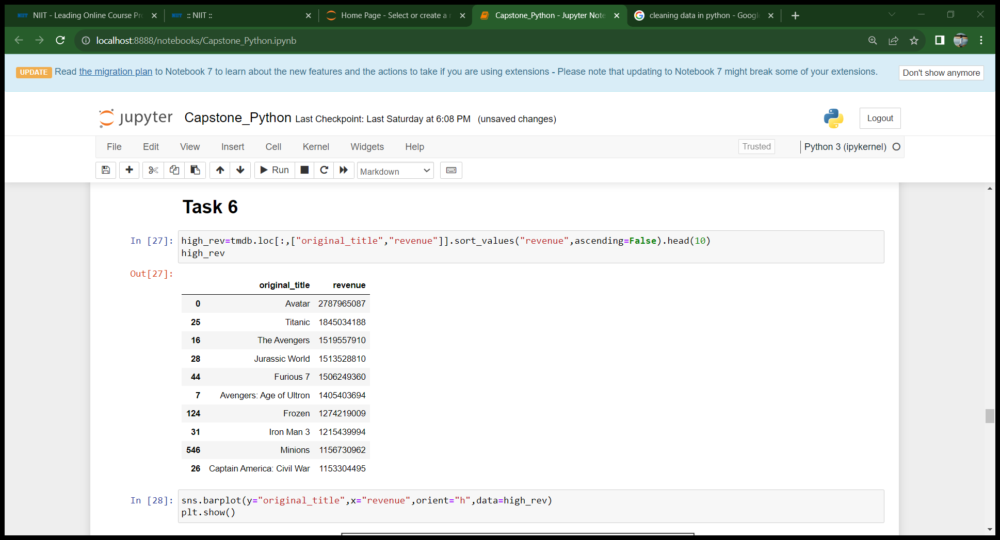 NIIT - Leading Online Course Pr
:: NIIT ::
Home Page - Select or create a
Capstone_Python - Jupyter Note
cleaning data in python - Googl
localhost:8888/notebooks/Capstone_Python.ipynb
UPDATE Read the migration plan to Notebook 7 to learn about the new features and the actions to take if you are using extensions - Please note that updating to Notebook 7 might break some of your extensions.
Don't show anymore
jupyter Capstone_Python Last Checkpoint: Last Saturday at 6:08 PM (unsaved changes)
Logout
File Edit View Insert Cell Kernel Widgets Help
Trusted
Python 3 (ipykernel)
Run
Markdown
Task 6
In [27]: high_rev=tmdb.loc[:,["original_title","revenue"]].sort_values("revenue",ascending=False).head(10)
high_rev
Out[27]:
original_title revenue
0 Avatar 2787965087
25 Titanic 1845034188
16 The Avengers 1519557910
28 Jurassic World 1513528810
44 Furious 7 1506249360
7 Avengers: Age of Ultron 1405403694
124 Frozen 1274219009
31 Iron Man 3 1215439994
546 Minions 1156730962
26 Captain America: Civil War 1153304495
In [28]: sns.barplot(y="original_title",x="revenue",orient="h",data=high_rev)
plt.show()